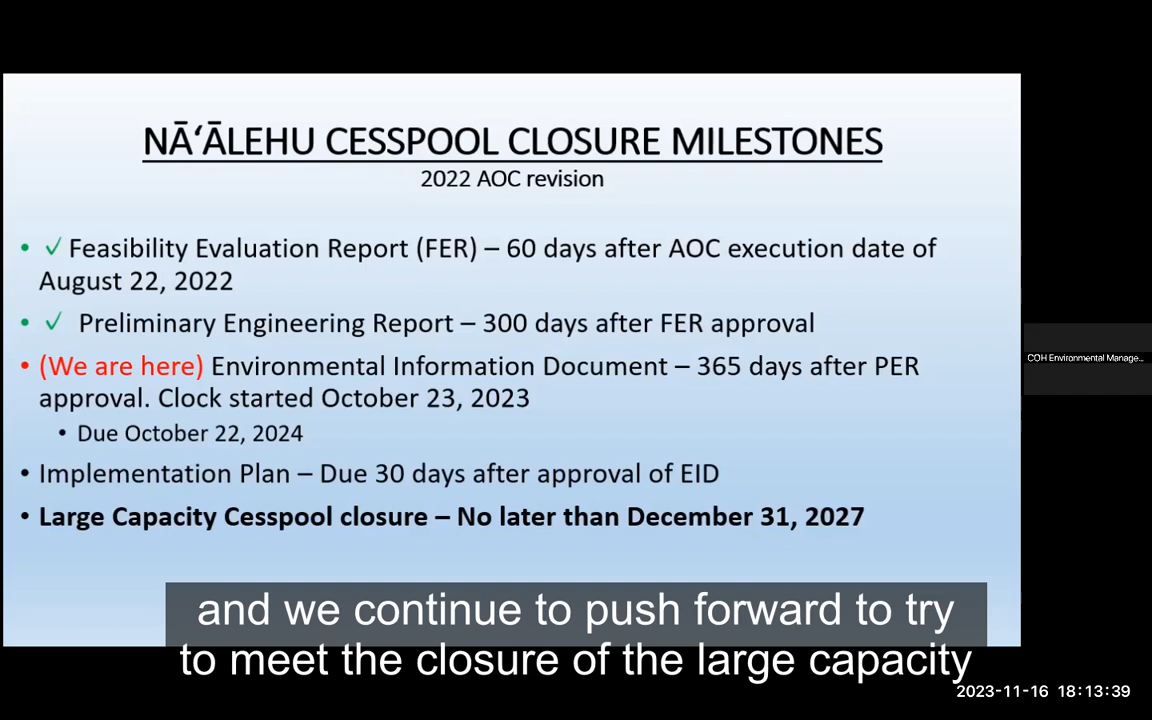 NĀʻĀLEHU CESSPOOL CLOSURE MILESTONES
2022 AOC revision
• ✓ Feasibility Evaluation Report (FER) – 60 days after AOC execution date of
August 22, 2022
• ✓ Preliminary Engineering Report – 300 days after FER approval
• (We are here) Environmental Information Document – 365 days after PER
approval. Clock started October 23, 2023
• Due October 22, 2024
• Implementation Plan – Due 30 days after approval of EID
• Large Capacity Cesspool closure – No later than December 31, 2027
COH Environmental Manage...
and we continue to push forward to try
to meet the closure of the large capacity
2023-11-16 18:13:39